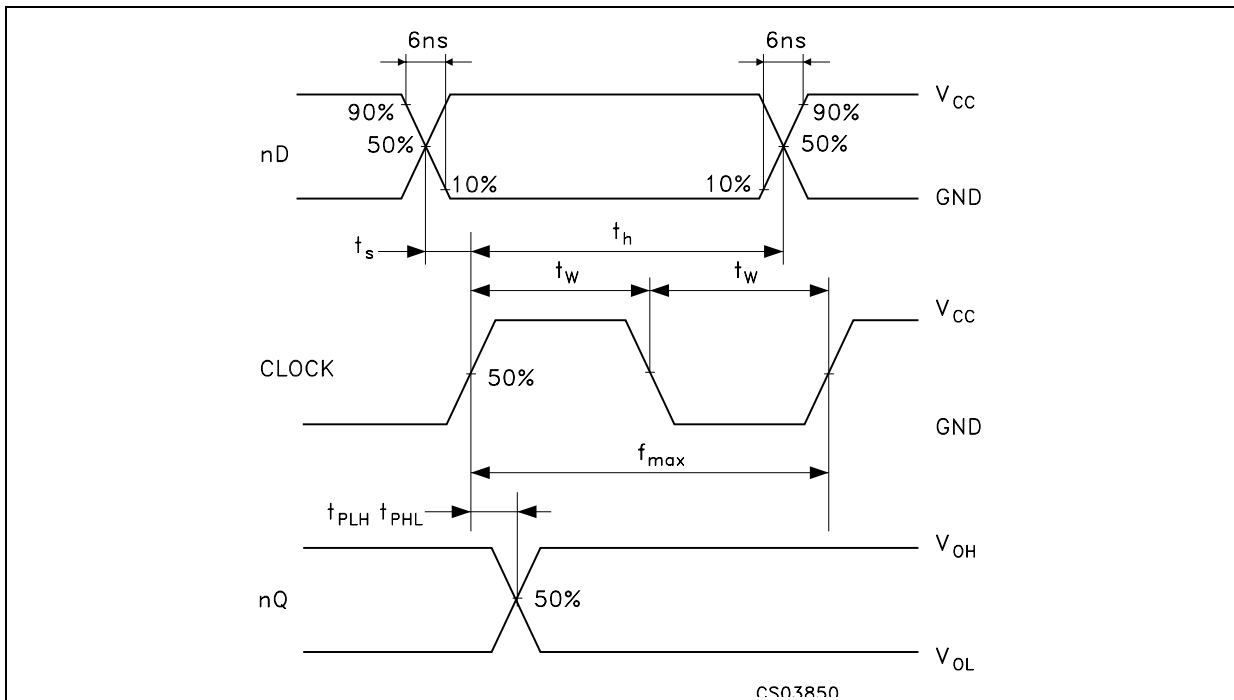 6ns 6ns
V_CC
90% 90%
nD 50% 50%
10% 10%
GND
t_s t_h
t_W t_W
V_CC
CLOCK 50%
GND
f_max
t_PLH t_PHL
V_OH
nQ 50%
V_OL
CS03850